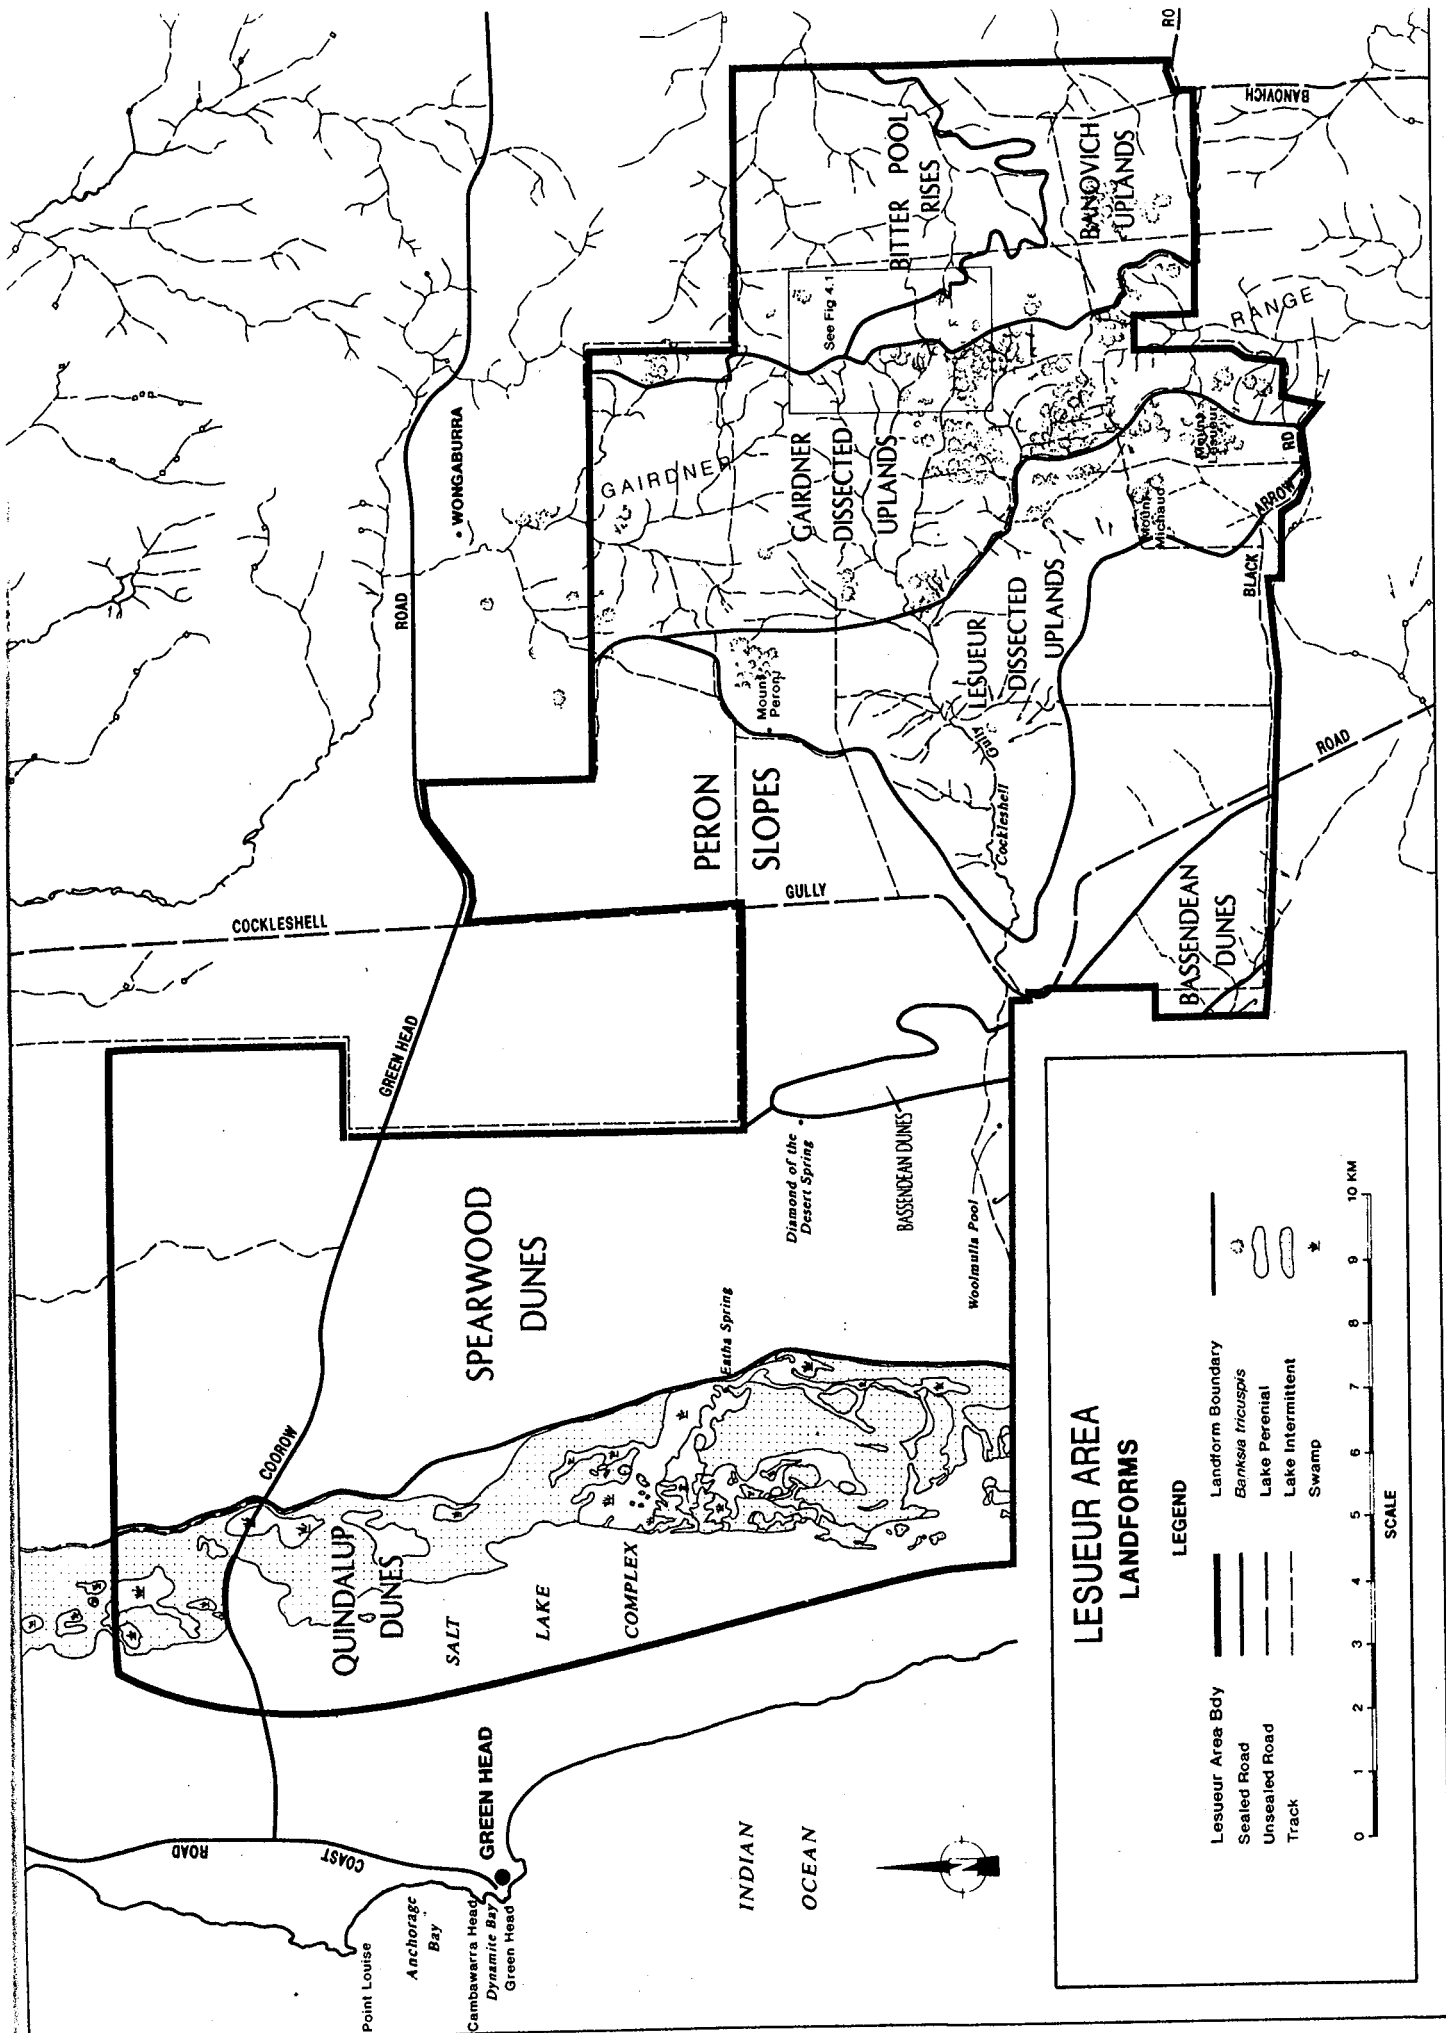 Point Louise
Anchorage
Bay
Cambawarra Head
Dynamite Bay
Green Head
GREEN HEAD
COAST
ROAD
INDIAN
OCEAN
N
QUINDALUP
DUNES
SALT
LAKE
COMPLEX
COOROW
GREEN HEAD
ROAD
SPEARWOOD
DUNES
Eatha Spring
Diamond of the
Desert Spring
BASSENDEAN DUNES
Woolmulla Pool
COCKLESHELL
GULLY
ROAD
PERON
SLOPES
Mount
Peron
Cockleshell
Gully
BASSENDEAN
DUNES
WONGABURRA
GAIRDNER
RANGE
GAIRDNER
DISSECTED
UPLANDS
LESUEUR
DISSECTED
UPLANDS
Mount
Michaud
Mount
Lesueur
BLACK
ARROW
RD
See Fig 4.1
BITTER POOL
RISES
BANOVICH
UPLANDS
BANOVICH
RO
LESUEUR AREA
LANDFORMS
LEGEND
Lesueur Area Bdy
Sealed Road
Unsealed Road
Track
Landform Boundary
Banksia tricuspis
Lake Perenial
Lake Intermittent
Swamp
0 1 2 3 4 5 6 7 8 9 10 KM
SCALE